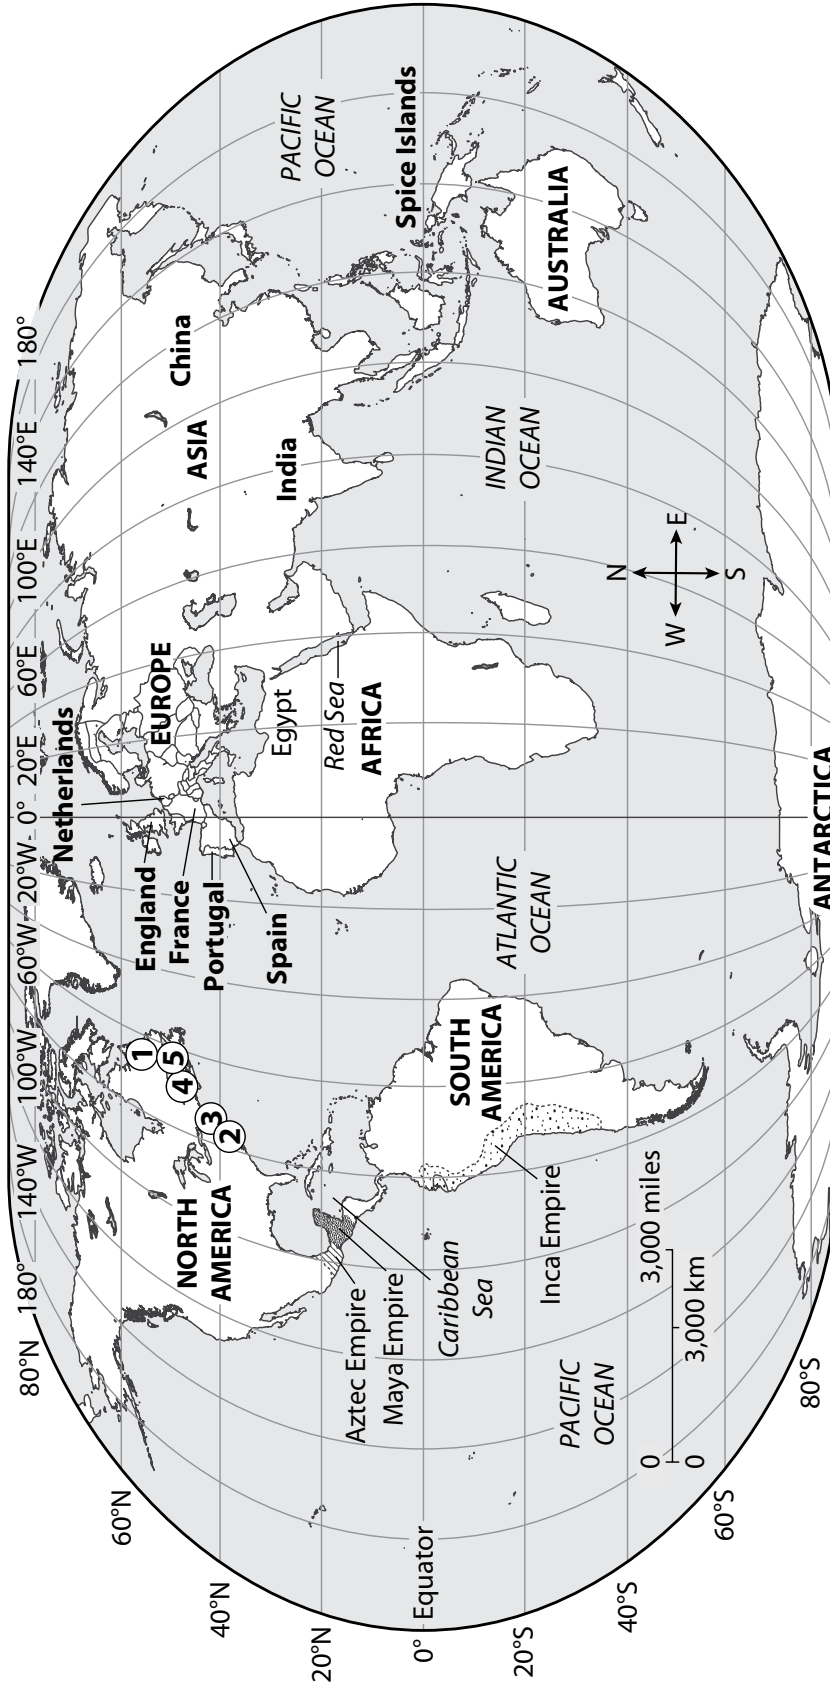 180°
140°W
100°W
60°W
20°W
0°
20°E
60°E
100°E
140°E
180°
80°N
60°N
40°N
20°N
0° Equator
20°S
40°S
60°S
80°S
NORTH
AMERICA
1
5
4
3
2
Netherlands
England
France
Portugal
Spain
EUROPE
ASIA
China
India
Egypt
Red Sea
AFRICA
PACIFIC
OCEAN
Spice Islands
AUSTRALIA
INDIAN
OCEAN
ATLANTIC
OCEAN
SOUTH
AMERICA
Aztec Empire
Maya Empire
Caribbean
Sea
Inca Empire
PACIFIC
OCEAN
0 3,000 miles
0 3,000 km
N
W E
S
ANTARCTICA